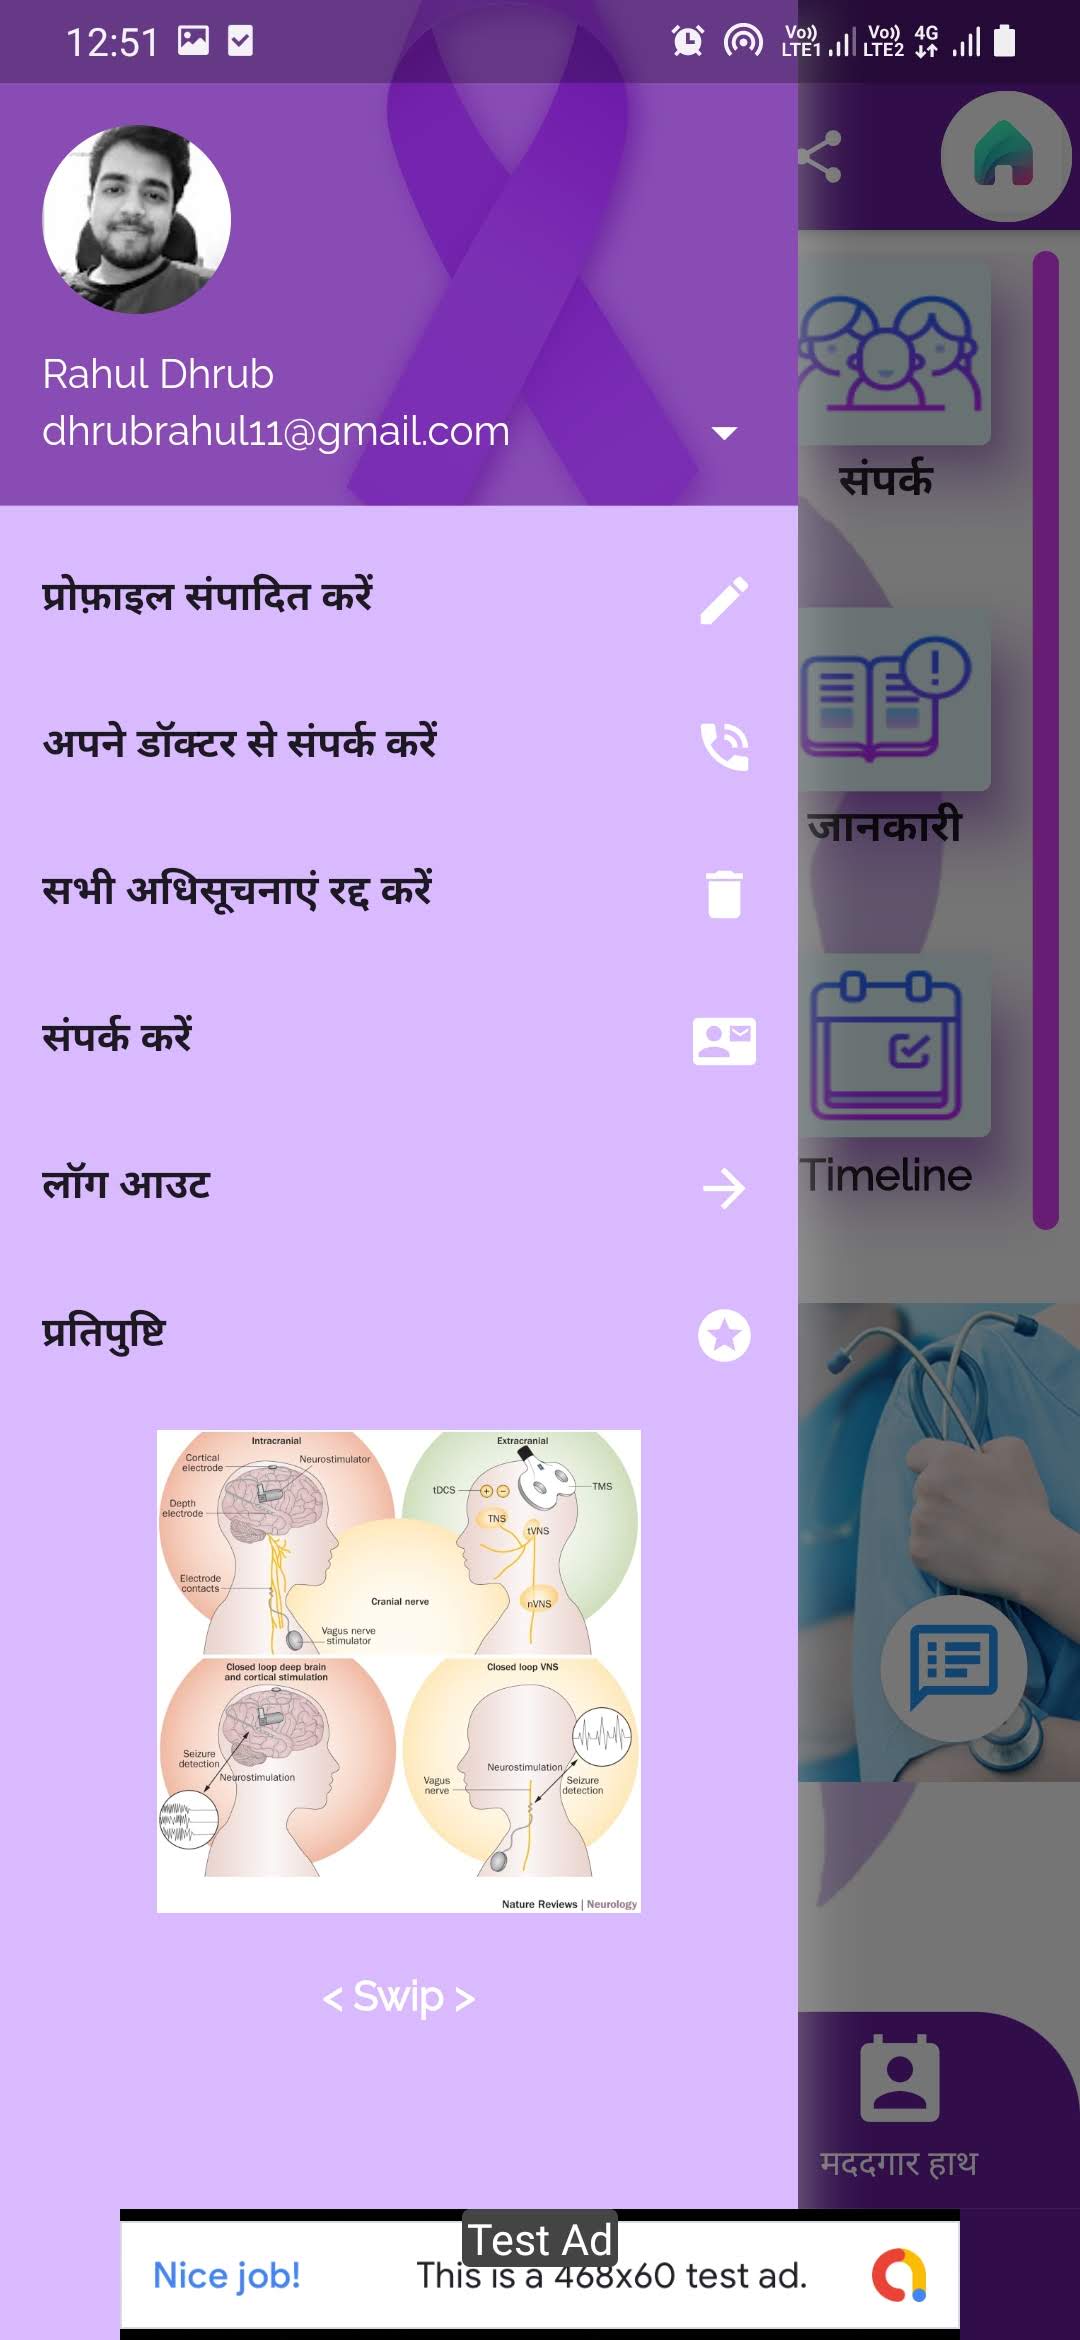 12:51
Vo)) LTE1 Vo)) LTE2 4G
Rahul Dhrub
dhrubrahul11@gmail.com
प्रोफ़ाइल संपादित करें
अपने डॉक्टर से संपर्क करें
सभी अधिसूचनाएं रद्द करें
संपर्क करें
लॉग आउट
प्रतिपुष्टि
संपर्क
जानकारी
Timeline
Intracranial
Cortical
electrode
Neurostimulator
Depth
electrode
Electrode
contacts
Vagus nerve
stimulator
Cranial nerve
Extracranial
tDCS
TMS
TNS
tVNS
nVNS
Closed loop deep brain
and cortical stimulation
Seizure
detection
Neurostimulation
Closed loop VNS
Neurostimulation
Vagus
nerve
Seizure
detection
Nature Reviews | Neurology
< Swip >
मददगार हाथ
Test Ad
Nice job! This is a 468x60 test ad.